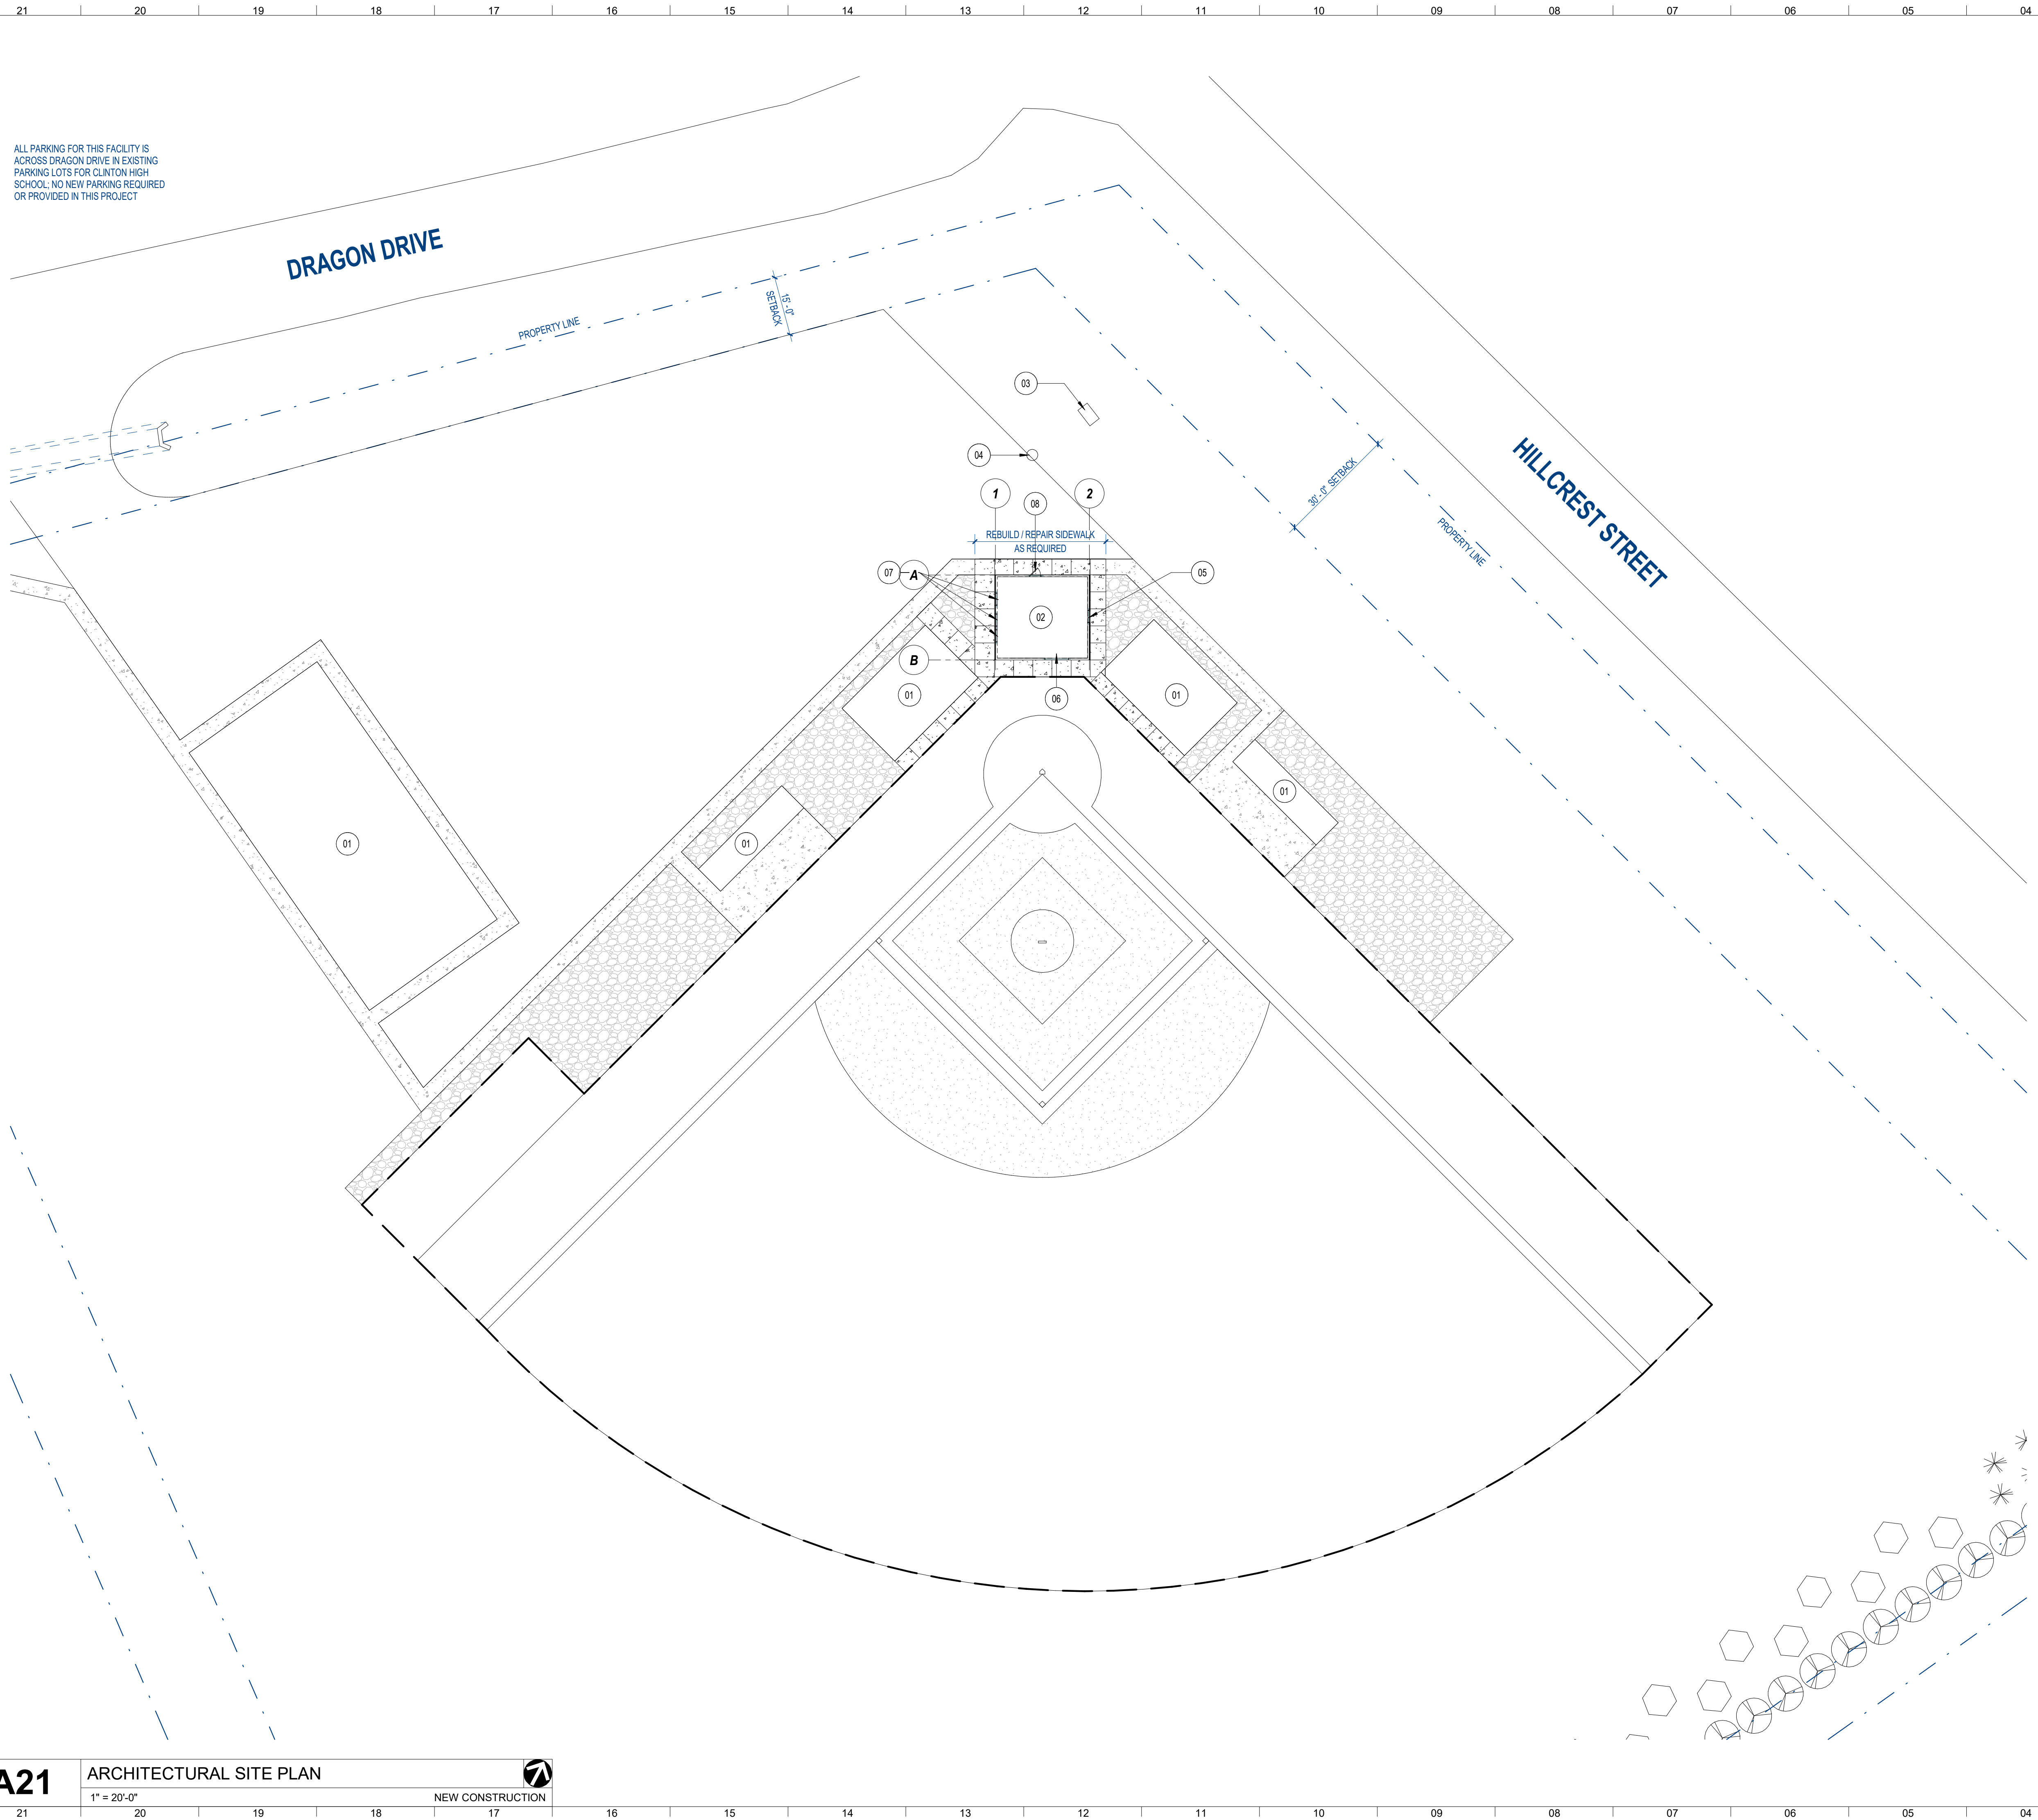 21 20 19 18 17 16 15 14 13 12 11 10 09 08 07 06 05 04
ALL PARKING FOR THIS FACILITY IS
ACROSS DRAGON DRIVE IN EXISTING
PARKING LOTS FOR CLINTON HIGH
SCHOOL; NO NEW PARKING REQUIRED
OR PROVIDED IN THIS PROJECT
DRAGON DRIVE
PROPERTY LINE
15' - 0"
SETBACK
03
04
HILLCREST STREET
30' - 0" SETBACK
PROPERTY LINE
1
08
2
REBUILD / REPAIR SIDEWALK
AS REQUIRED
07
A
05
02
B
01
06
01
01
01
01
A21
ARCHITECTURAL SITE PLAN
1" = 20'-0"
NEW CONSTRUCTION
21 20 19 18 17 16 15 14 13 12 11 10 09 08 07 06 05 04